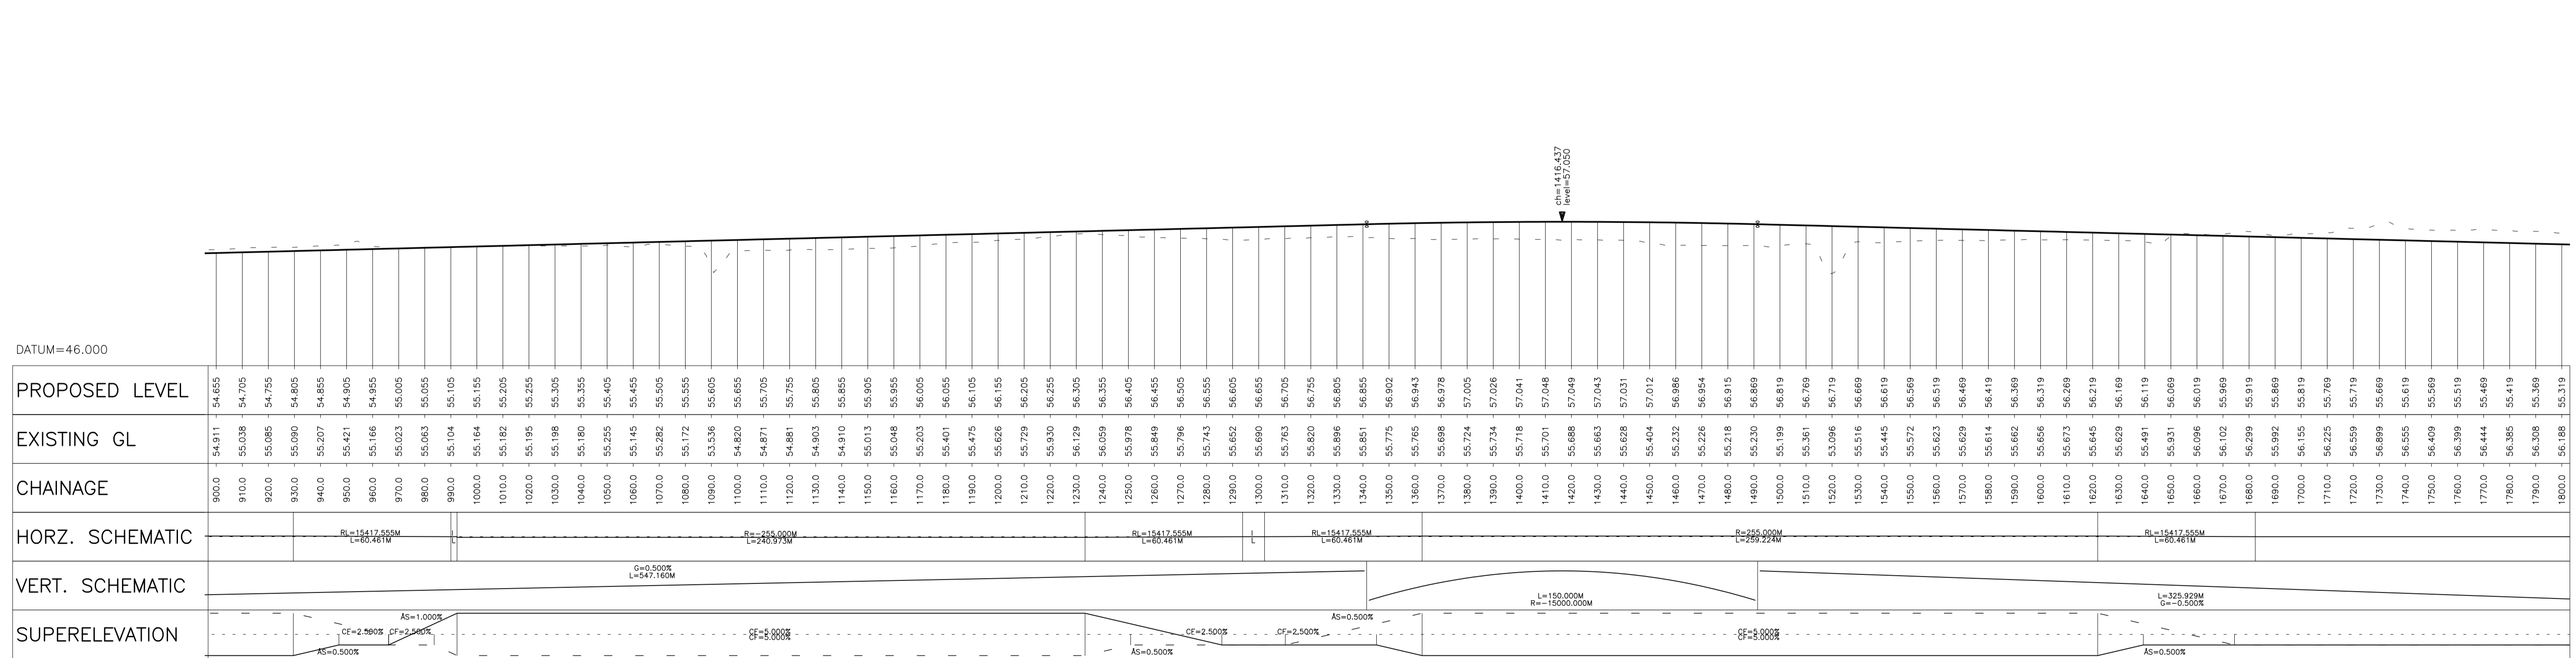 ch=1416.437
level=57.050
DATUM=46.000
PROPOSED LEVEL 54.655 54.705 54.755 54.805 54.855 54.905 54.955 55.005 55.055 55.105 55.155 55.205 55.255 55.305 55.355 55.405 55.455 55.505 55.555 55.605 55.655 55.705 55.755 55.805 55.855 55.905 55.955 56.005 56.055 56.105 56.155 56.205 56.255 56.305 56.355 56.405 56.455 56.505 56.555 56.605 56.655 56.705 56.755 56.805 56.855 56.902 56.943 56.978 57.005 57.026 57.041 57.048 57.049 57.043 57.031 57.012 56.986 56.954 56.915 56.869 56.819 56.769 56.719 56.669 56.619 56.569 56.519 56.469 56.419 56.369 56.319 56.269 56.219 56.169 56.119 56.069 56.019 55.969 55.919 55.869 55.819 55.769 55.719 55.669 55.619 55.569 55.519 55.469 55.419 55.369 55.319
EXISTING GL 54.911 55.038 55.085 55.090 55.207 55.421 55.166 55.023 55.063 55.104 55.164 55.182 55.195 55.198 55.180 55.255 55.145 55.282 55.172 53.536 54.820 54.871 54.881 54.903 54.910 55.013 55.048 55.203 55.401 55.475 55.626 55.729 55.930 56.129 56.059 55.978 55.849 55.796 55.743 55.652 55.690 55.763 55.820 55.896 55.851 55.775 55.765 55.698 55.724 55.734 55.718 55.701 55.688 55.663 55.628 55.404 55.232 55.226 55.218 55.230 55.199 55.361 53.096 55.516 55.445 55.572 55.623 55.629 55.614 55.662 55.656 55.673 55.645 55.629 55.491 55.931 56.096 56.102 56.299 55.992 56.155 56.225 56.559 56.899 56.555 56.409 56.399 56.444 56.385 56.308 56.188
CHAINAGE 900.0 910.0 920.0 930.0 940.0 950.0 960.0 970.0 980.0 990.0 1000.0 1010.0 1020.0 1030.0 1040.0 1050.0 1060.0 1070.0 1080.0 1090.0 1100.0 1110.0 1120.0 1130.0 1140.0 1150.0 1160.0 1170.0 1180.0 1190.0 1200.0 1210.0 1220.0 1230.0 1240.0 1250.0 1260.0 1270.0 1280.0 1290.0 1300.0 1310.0 1320.0 1330.0 1340.0 1350.0 1360.0 1370.0 1380.0 1390.0 1400.0 1410.0 1420.0 1430.0 1440.0 1450.0 1460.0 1470.0 1480.0 1490.0 1500.0 1510.0 1520.0 1530.0 1540.0 1550.0 1560.0 1570.0 1580.0 1590.0 1600.0 1610.0 1620.0 1630.0 1640.0 1650.0 1660.0 1670.0 1680.0 1690.0 1700.0 1710.0 1720.0 1730.0 1740.0 1750.0 1760.0 1770.0 1780.0 1790.0 1800.0
HORZ. SCHEMATIC
RL=15417.555M L R=-255.000M RL=15417.555M L RL=15417.555M R=255.000M RL=15417.555M
L=60.461M L L=240.973M L=60.461M L L=60.461M L=259.224M L=60.461M
VERT. SCHEMATIC
G=0.500%
L=547.160M
L=150.000M L=325.929M
R=-15000.000M G=-0.500%
SUPERELEVATION
ÅS=1.000% ÅS=0.500%
CF=2.500% CF=2.500% CF=5.000% CF=2.500% CF=2.500% CF=5.000%
CF=5.000% CF=5.000%
ÅS=0.500% ÅS=0.500% ÅS=0.500%